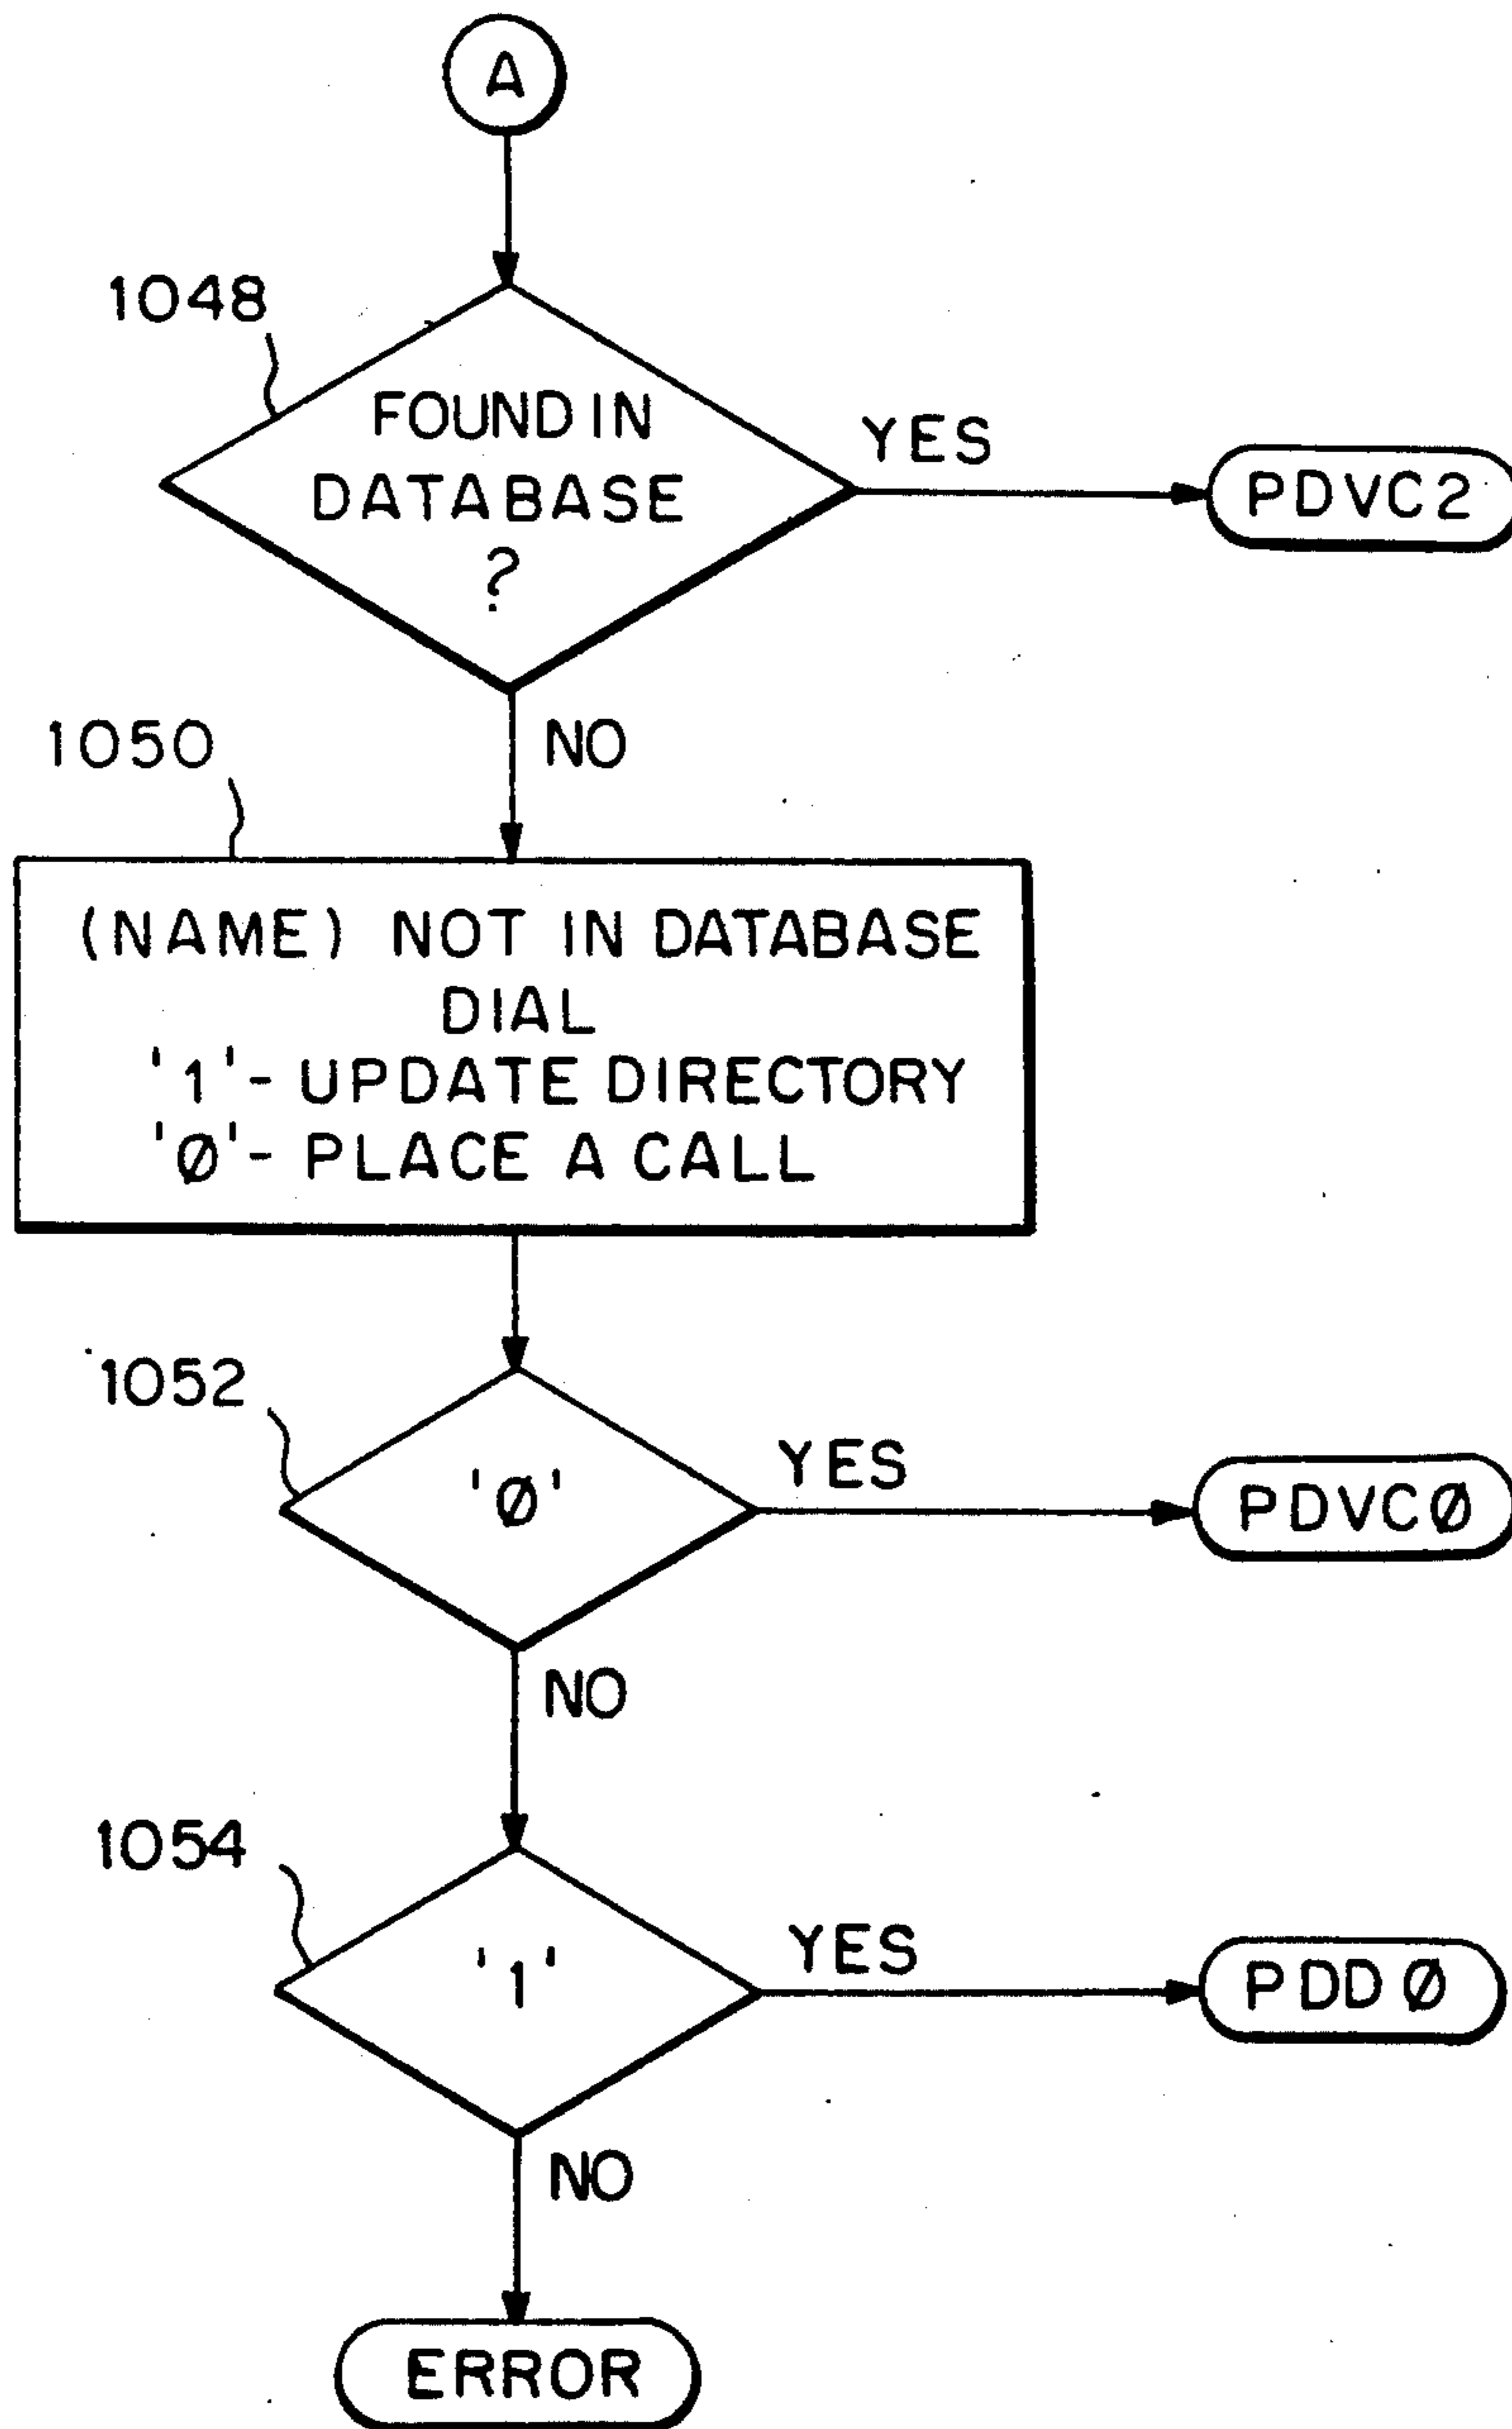 A
1048
FOUND IN
DATABASE
?
YES
PDVC2
NO
1050
(NAME) NOT IN DATABASE
DIAL
'1'- UPDATE DIRECTORY
'Ø'- PLACE A CALL
1052
'Ø'
YES
PDVCØ
NO
1054
'1'
YES
PDDØ
NO
ERROR